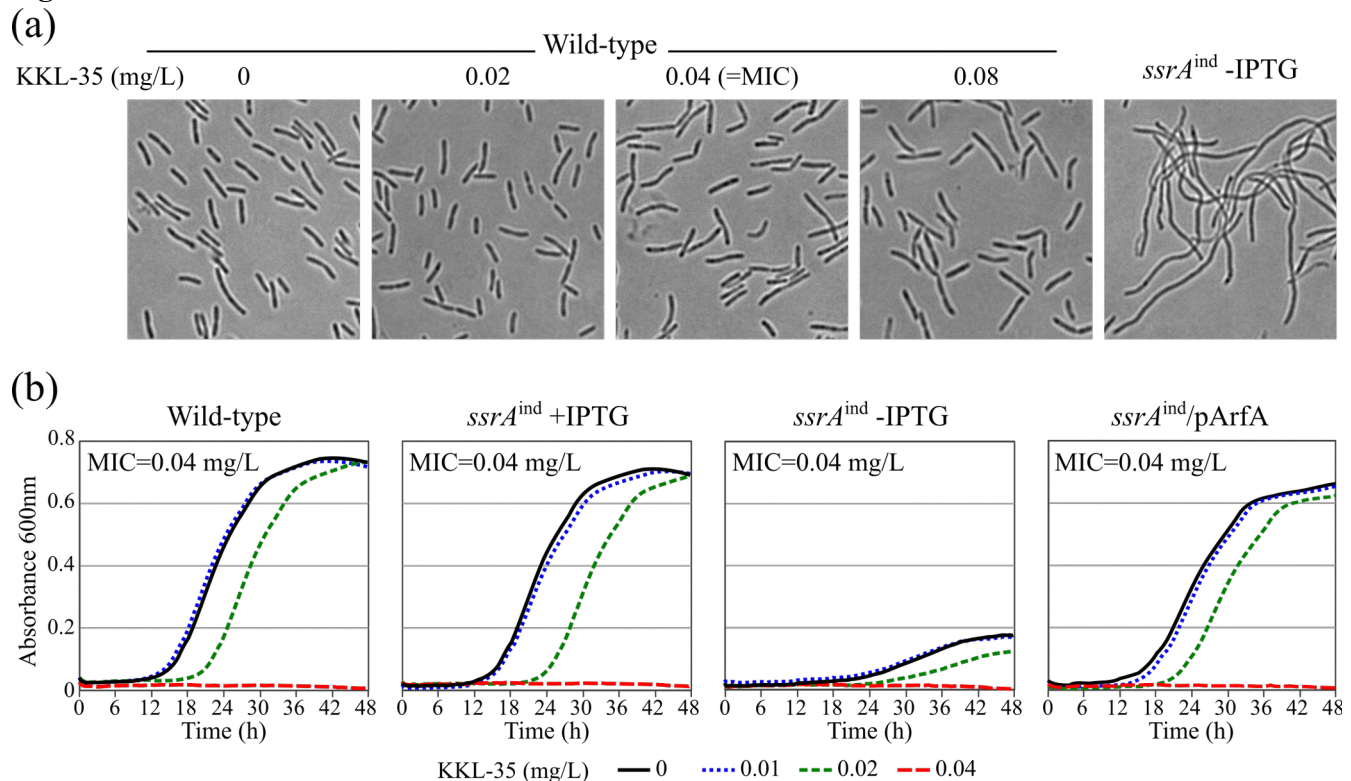 (a)
Wild-type
KKL-35 (mg/L) 0 0.02 0.04 (=MIC) 0.08 ssrAind -IPTG
(b)
Wild-type ssrAind +IPTG ssrAind -IPTG ssrAind/pArfA
MIC=0.04 mg/L MIC=0.04 mg/L MIC=0.04 mg/L MIC=0.04 mg/L
Absorbance 600nm
0.8
0.6
0.4
0.2
0
0 6 12 18 24 30 36 42 48 0 6 12 18 24 30 36 42 48 0 6 12 18 24 30 36 42 48 0 6 12 18 24 30 36 42 48
Time (h) Time (h) Time (h) Time (h)
KKL-35 (mg/L) 0 0.01 0.02 0.04